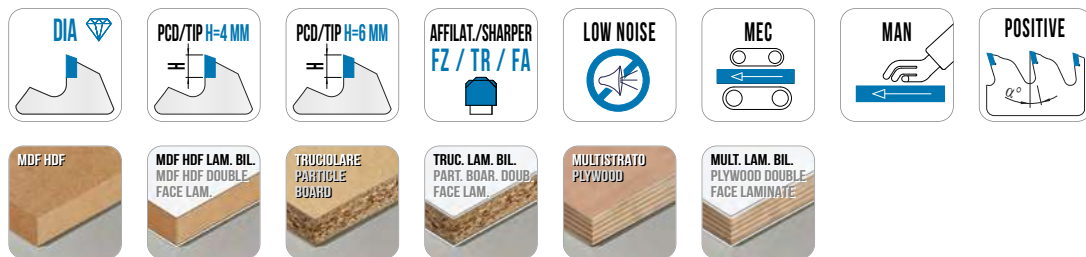 DIA
PCD/TIP H=4 MM
H
PCD/TIP H=6 MM
H
AFFILAT./SHARPER
FZ / TR / FA
LOW NOISE
MEC
MAN
POSITIVE
α°
MDF HDF
MDF HDF LAM. BIL.
MDF HDF DOUBLE
FACE LAM.
TRUCIOLARE
PARTICLE
BOARD
TRUC. LAM. BIL.
PART. BOAR. DOUB.
FACE LAM.
MULTISTRATO
PLYWOOD
MULT. LAM. BIL.
PLYWOOD DOUBLE
FACE LAMINATE